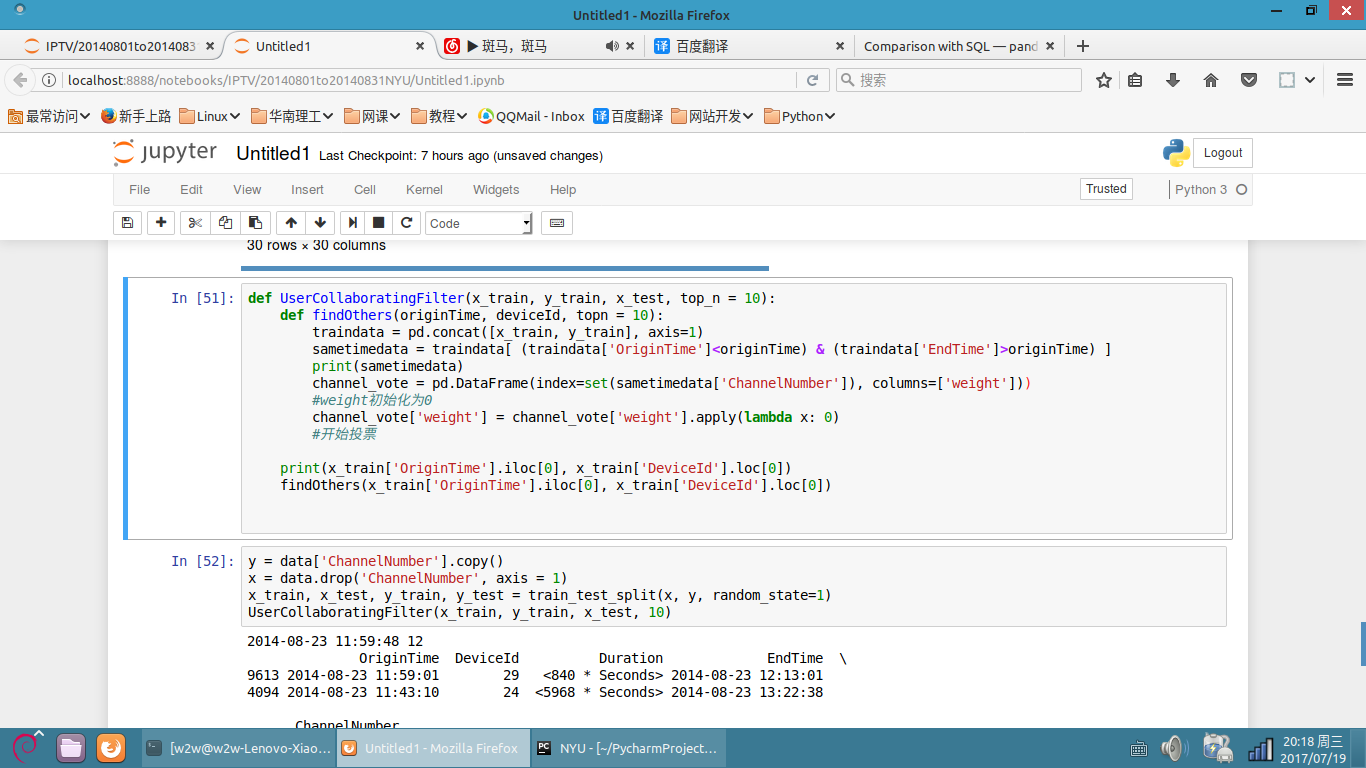 Untitled1 - Mozilla Firefox
IPTV/20140801to2014083
Untitled1
斑马，斑马
百度翻译
Comparison with SQL — pand
localhost:8888/notebooks/IPTV/20140801to20140831NYU/Untitled1.ipynb
搜索
最常访问 新手上路 Linux 华南理工 网课 教程 QQMail - Inbox 百度翻译 网站开发 Python
jupyter Untitled1 Last Checkpoint: 7 hours ago (unsaved changes)
Logout
File Edit View Insert Cell Kernel Widgets Help
Trusted
Python 3
Code
30 rows × 30 columns
In [51]:
def UserCollaboratingFilter(x_train, y_train, x_test, top_n = 10):
    def findOthers(originTime, deviceId, topn = 10):
        traindata = pd.concat([x_train, y_train], axis=1)
        sametimedata = traindata[ (traindata['OriginTime']<originTime) & (traindata['EndTime']>originTime) ]
        print(sametimedata)
        channel_vote = pd.DataFrame(index=set(sametimedata['ChannelNumber']), columns=['weight']))
        #weight初始化为0
        channel_vote['weight'] = channel_vote['weight'].apply(lambda x: 0)
        #开始投票
    print(x_train['OriginTime'].iloc[0], x_train['DeviceId'].loc[0])
    findOthers(x_train['OriginTime'].iloc[0], x_train['DeviceId'].loc[0])
In [52]:
y = data['ChannelNumber'].copy()
x = data.drop('ChannelNumber', axis = 1)
x_train, x_test, y_train, y_test = train_test_split(x, y, random_state=1)
UserCollaboratingFilter(x_train, y_train, x_test, 10)
2014-08-23 11:59:48 12
OriginTime DeviceId Duration EndTime \
9613 2014-08-23 11:59:01 29 <840 * Seconds> 2014-08-23 12:13:01
4094 2014-08-23 11:43:10 24 <5968 * Seconds> 2014-08-23 13:22:38
ChannelNumber
[w2w@w2w-Lenovo-Xiao...
Untitled1 - Mozilla Firefox
NYU - [~/PycharmProject...
20:18 周三
2017/07/19